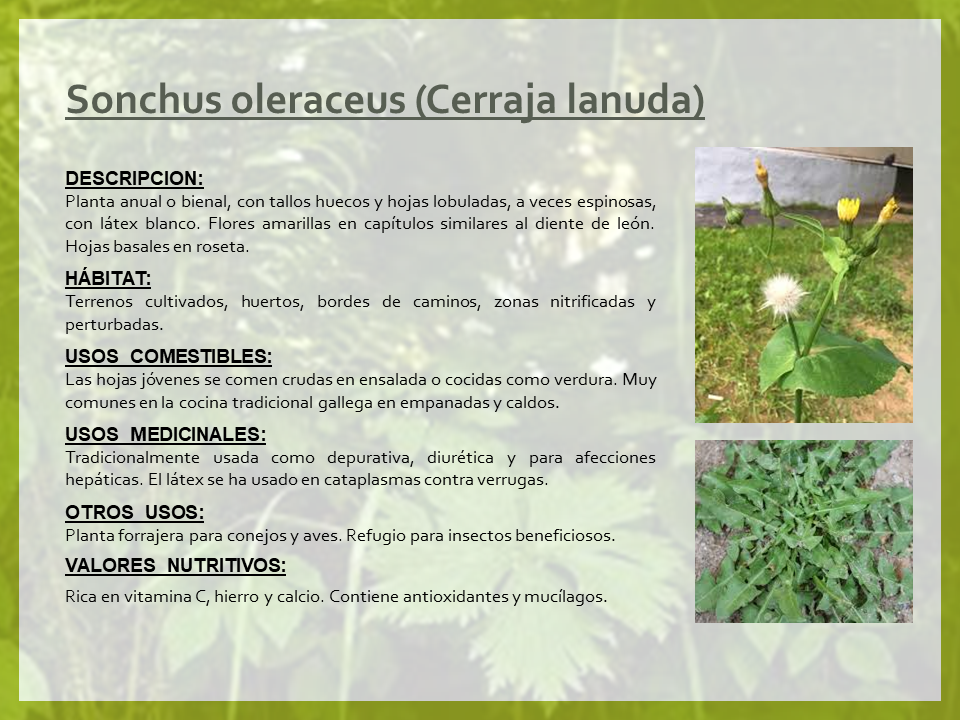 Sonchus oleraceus (Cerraja lanuda)
DESCRIPCION:
Planta anual o bienal, con tallos huecos y hojas lobuladas, a veces espinosas,
con látex blanco. Flores amarillas en capítulos similares al diente de león.
Hojas basales en roseta.
HÁBITAT:
Terrenos cultivados, huertos, bordes de caminos, zonas nitrificadas y
perturbadas.
USOS COMESTIBLES:
Las hojas jóvenes se comen crudas en ensalada o cocidas como verdura. Muy
comunes en la cocina tradicional gallega en empanadas y caldos.
USOS MEDICINALES:
Tradicionalmente usada como depurativa, diurética y para afecciones
hepáticas. El látex se ha usado en cataplasmas contra verrugas.
OTROS USOS:
Planta forrajera para conejos y aves. Refugio para insectos beneficiosos.
VALORES NUTRITIVOS:
Rica en vitamina C, hierro y calcio. Contiene antioxidantes y mucílagos.